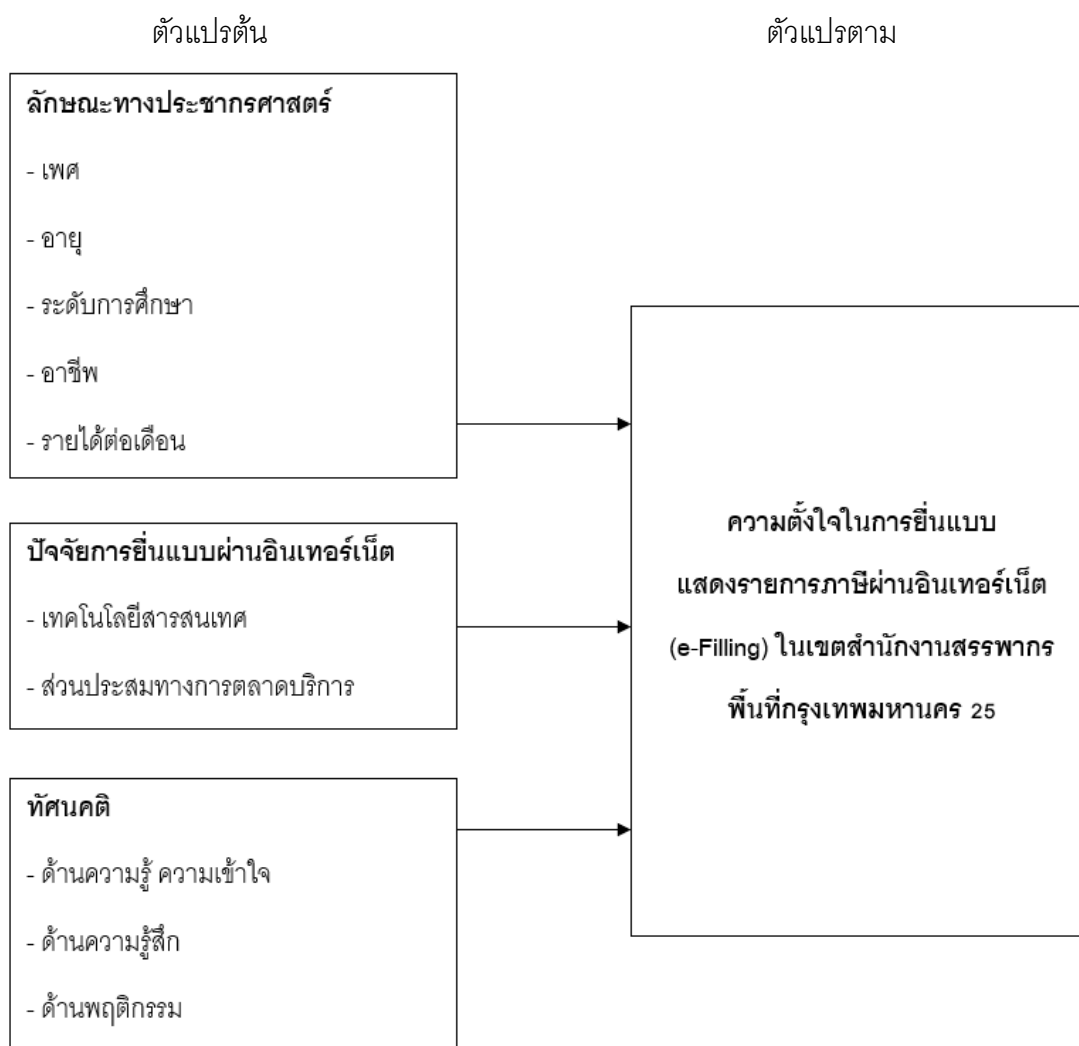 ตัวแปรต้น
ตัวแปรตาม
ลักษณะทางประชากรศาสตร์
- เพศ
- อายุ
- ระดับการศึกษา
- อาชีพ
- รายได้ต่อเดือน
ปัจจัยการยื่นแบบผ่านอินเทอร์เน็ต
- เทคโนโลยีสารสนเทศ
- ส่วนประสมทางการตลาดบริการ
ทัศนคติ
- ด้านความรู้ ความเข้าใจ
- ด้านความรู้สึก
- ด้านพฤติกรรม
ความตั้งใจในการยื่นแบบ
แสดงรายการภาษีผ่านอินเทอร์เน็ต
(e-Filling) ในเขตสำนักงานสรรพากร
พื้นที่กรุงเทพมหานคร 25